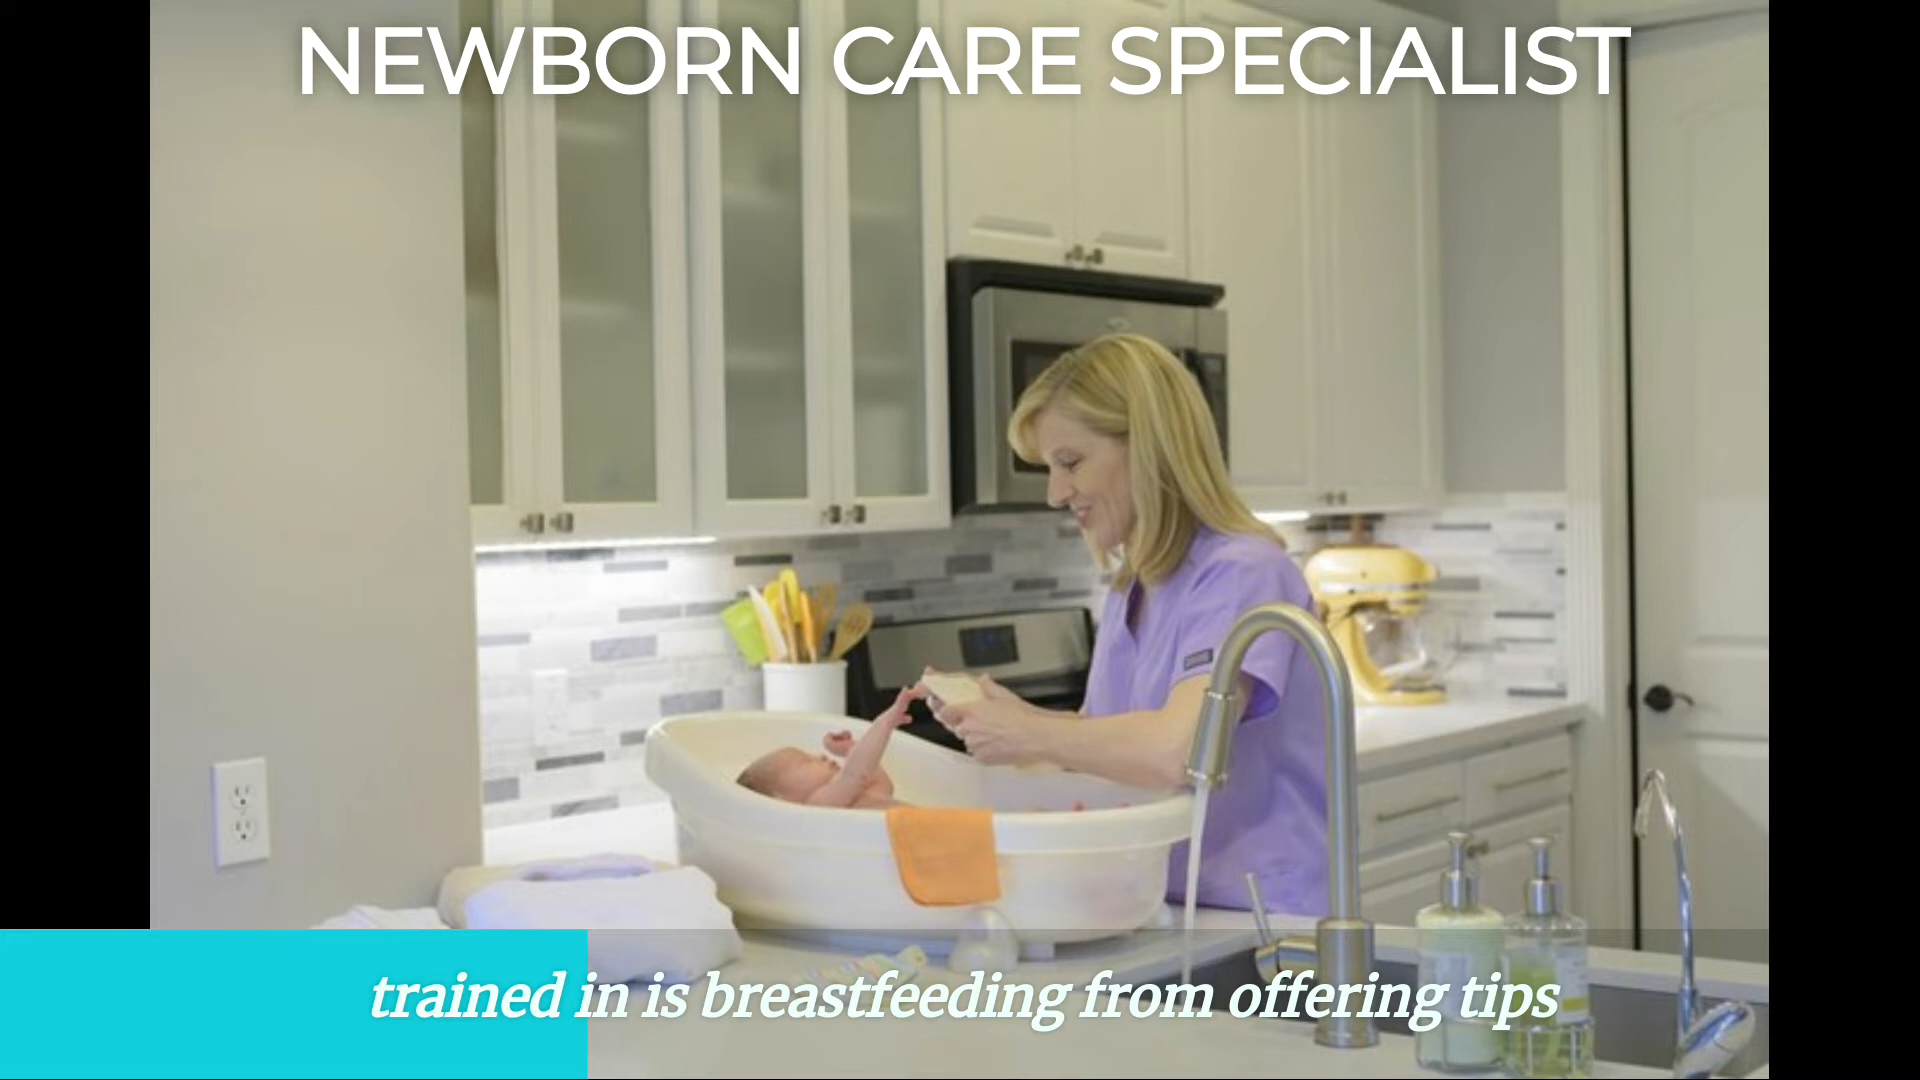 NEWBORN CARE SPECIALIST
trained in is breastfeeding from offering tips